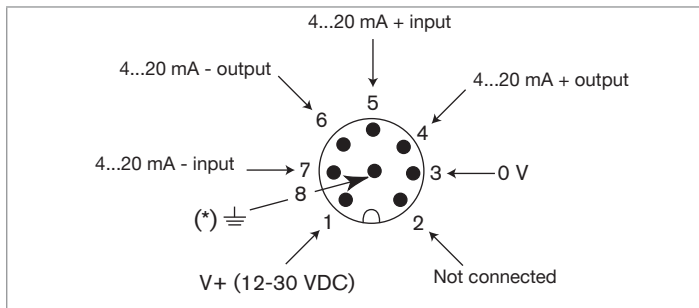 4...20 mA + input
4...20 mA - output
4...20 mA + output
5
6
4
4...20 mA - input
7
3
0 V
8
(*)
1
2
V+ (12-30 VDC)
Not connected